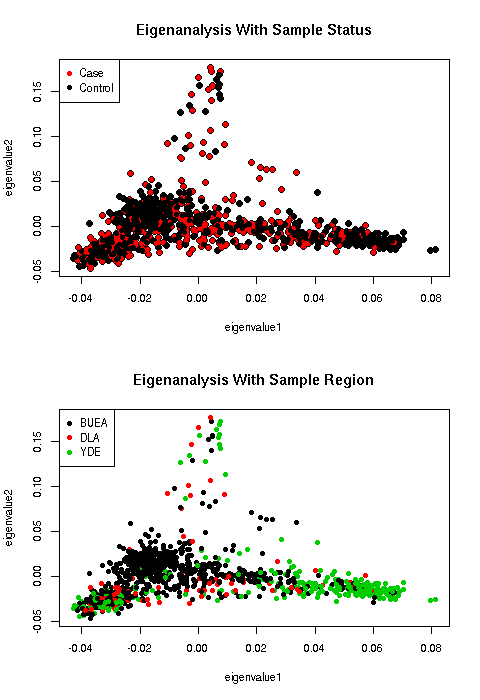 Eigenanalysis With Sample Status
Case
Control
eigenvalue2
-0.05 0.00 0.05 0.10 0.15
-0.04 -0.02 0.00 0.02 0.04 0.06 0.08
eigenvalue1
Eigenanalysis With Sample Region
BUEA
DLA
YDE
eigenvalue2
-0.05 0.00 0.05 0.10 0.15
-0.04 -0.02 0.00 0.02 0.04 0.06 0.08
eigenvalue1